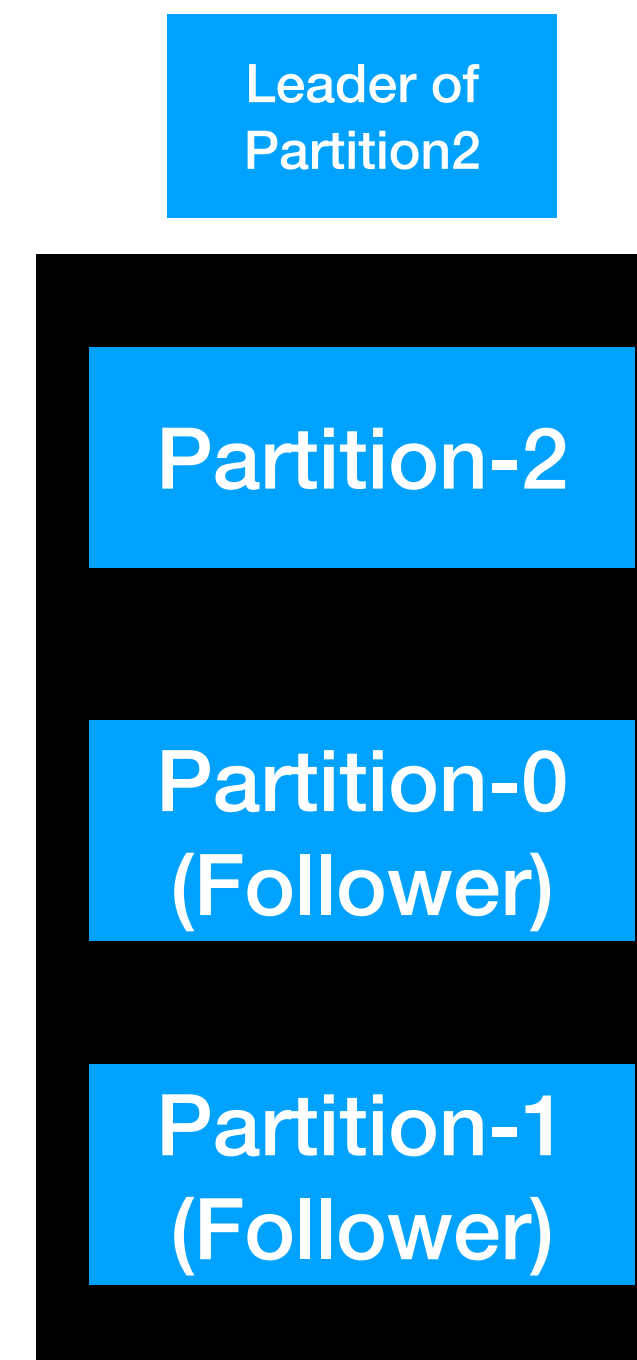 Leader of
Partition2
Partition-2
Partition-0
(Follower)
Partition-1
(Follower)